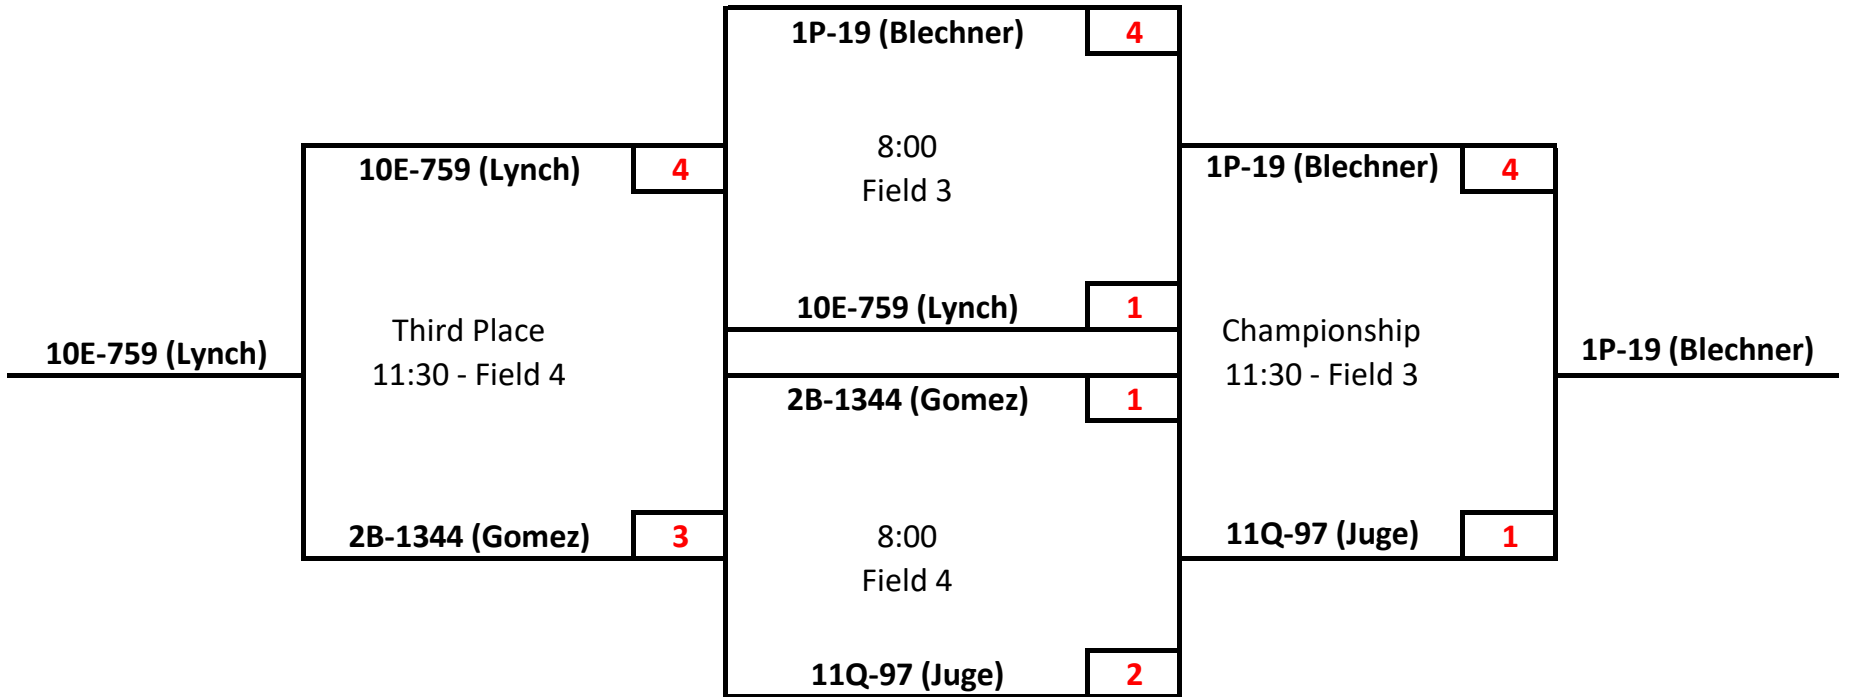 1P-19 (Blechner) 4
8:00
Field 3
10E-759 (Lynch) 4
1P-19 (Blechner) 4
10E-759 (Lynch) 1
Third Place
11:30 - Field 4
Championship
11:30 - Field 3
10E-759 (Lynch)
1P-19 (Blechner)
2B-1344 (Gomez) 1
2B-1344 (Gomez) 3
8:00
Field 4
11Q-97 (Juge) 1
11Q-97 (Juge) 2